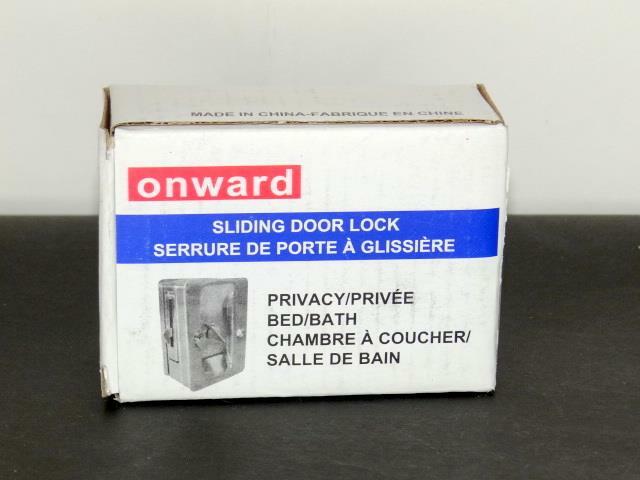 MADE IN CHINA-FABRIQUE EN CHINE
onward
SLIDING DOOR LOCK
SERRURE DE PORTE À GLISSIÈRE
PRIVACY/PRIVÉE
BED/BATH
CHAMBRE À COUCHER/
SALLE DE BAIN